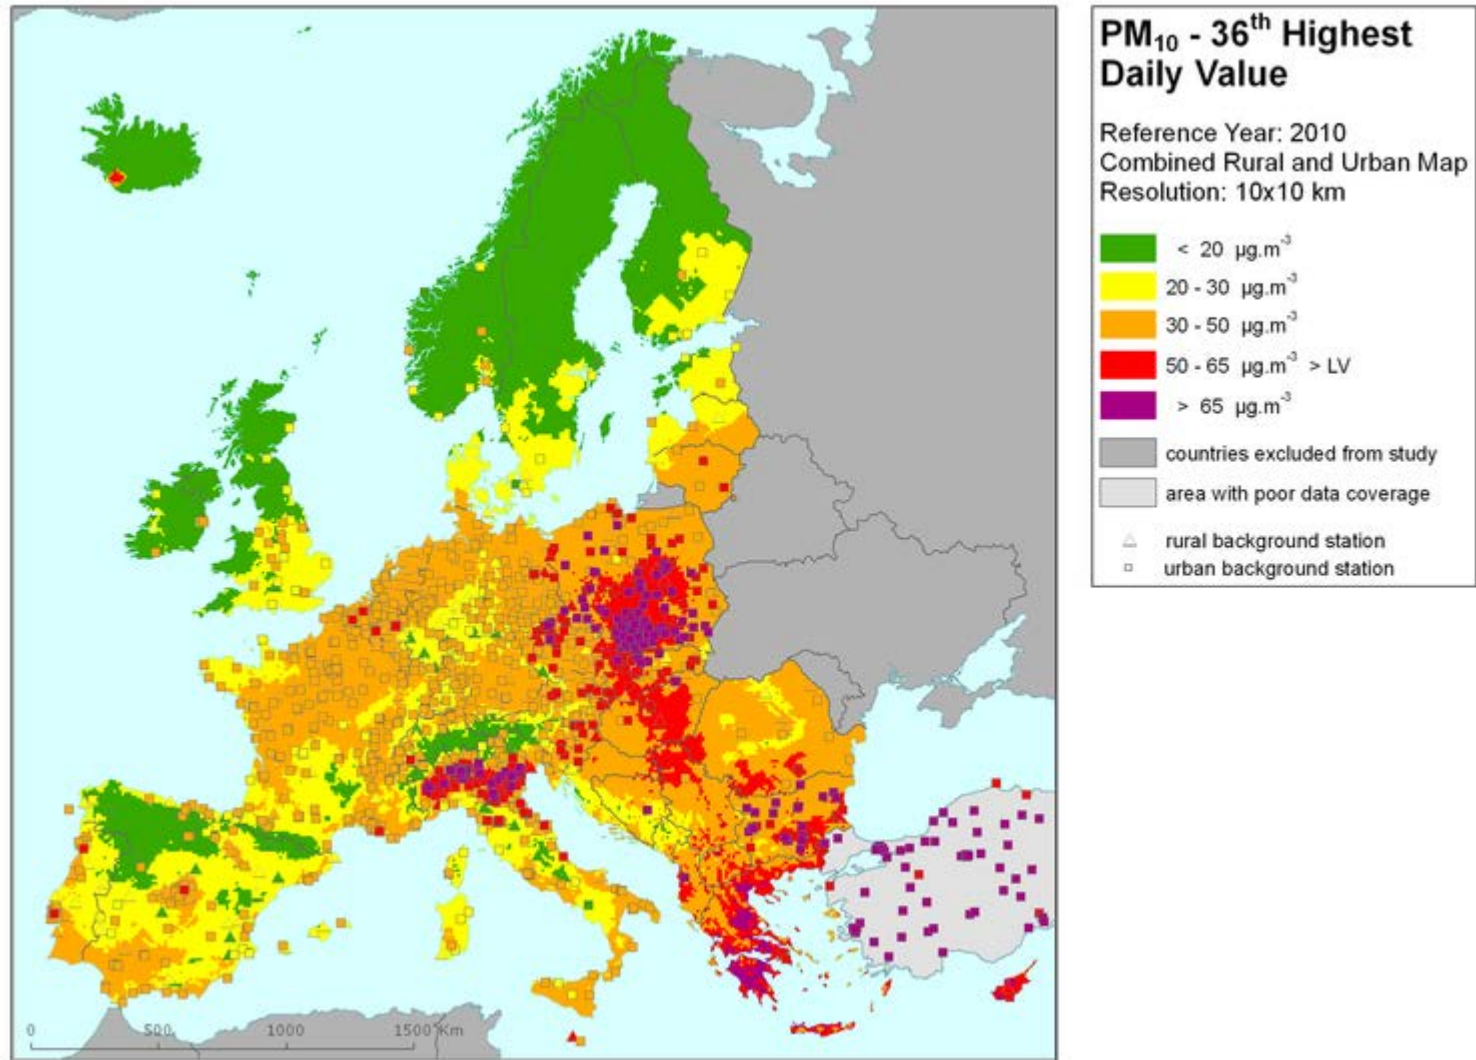 PM₁₀ - 36ᵗʰ Highest
Daily Value
Reference Year: 2010
Combined Rural and Urban Map
Resolution: 10x10 km
< 20 µg.m⁻³
20 - 30 µg.m⁻³
30 - 50 µg.m⁻³
50 - 65 µg.m⁻³ > LV
> 65 µg.m⁻³
countries excluded from study
area with poor data coverage
rural background station
urban background station
0 500 1000 1500 Km